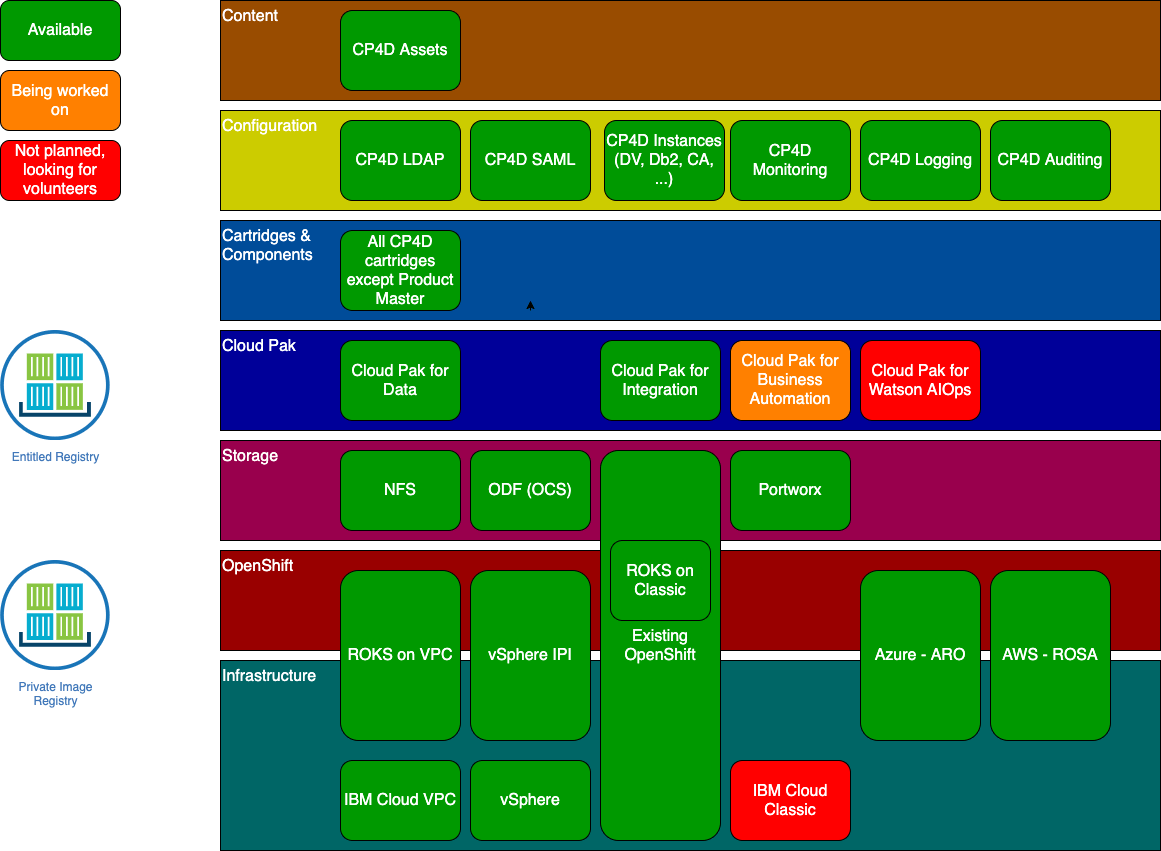 Available
Being worked
on
Not planned,
looking for
volunteers
Content
CP4D Assets
Configuration
CP4D LDAP
CP4D SAML
CP4D Instances
(DV, Db2, CA,
...)
CP4D
Monitoring
CP4D Logging
CP4D Auditing
Cartridges &
Components
All CP4D
cartridges
except Product
Master
Cloud Pak
Cloud Pak for
Data
Cloud Pak for
Integration
Cloud Pak for
Business
Automation
Cloud Pak for
Watson AIOps
Entitled Registry
Storage
NFS
ODF (OCS)
Portworx
OpenShift
ROKS on
Classic
Existing
OpenShift
ROKS on VPC
vSphere IPI
Azure - ARO
AWS - ROSA
Private Image
Registry
Infrastructure
IBM Cloud VPC
vSphere
IBM Cloud
Classic